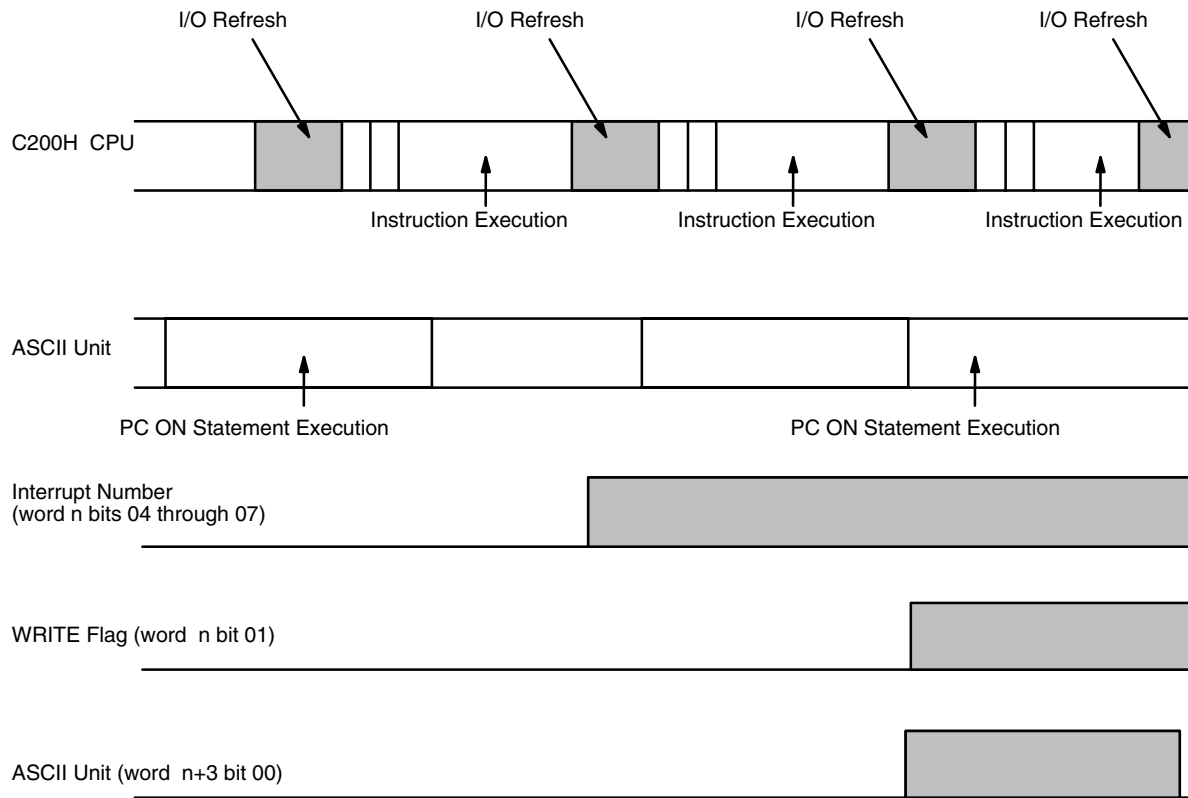 I/O Refresh
I/O Refresh
I/O Refresh
I/O Refresh
C200H CPU
Instruction Execution
Instruction Execution
Instruction Execution
ASCII Unit
PC ON Statement Execution
PC ON Statement Execution
Interrupt Number
(word n bits 04 through 07)
WRITE Flag (word n bit 01)
ASCII Unit (word n+3 bit 00)